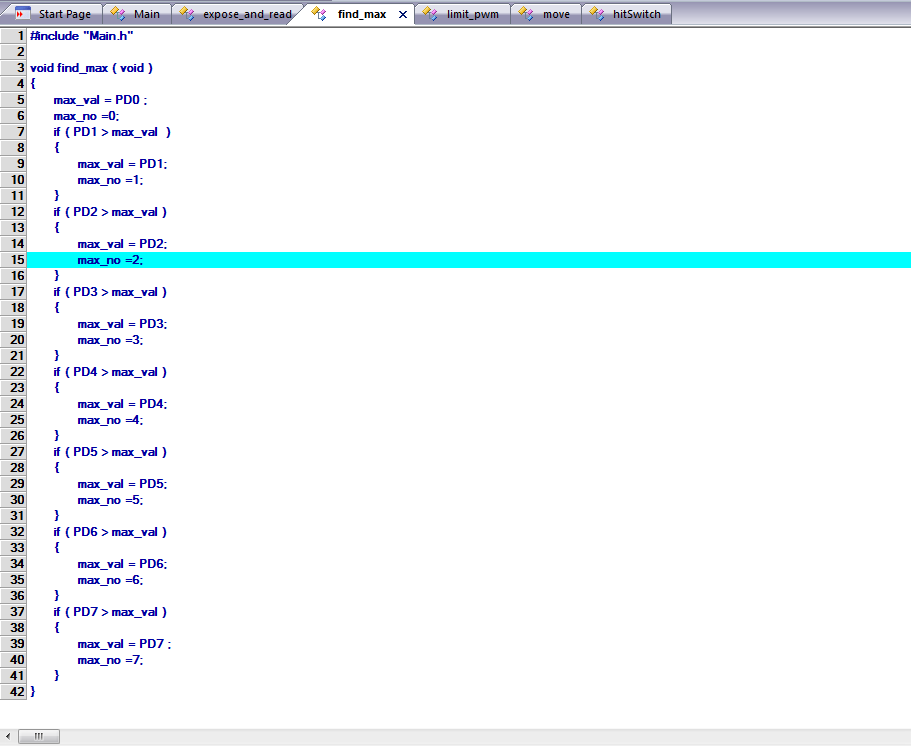 Start Page Main expose_and_read find_max limit_pwm move hitSwitch
1 #include "Main.h"
2
3 void find_max ( void )
4 {
5 max_val = PD0 ;
6 max_no =0;
7 if ( PD1 > max_val )
8 {
9 max_val = PD1;
10 max_no =1;
11 }
12 if ( PD2 > max_val )
13 {
14 max_val = PD2;
15 max_no =2;
16 }
17 if ( PD3 > max_val )
18 {
19 max_val = PD3;
20 max_no =3;
21 }
22 if ( PD4 > max_val )
23 {
24 max_val = PD4;
25 max_no =4;
26 }
27 if ( PD5 > max_val )
28 {
29 max_val = PD5;
30 max_no =5;
31 }
32 if ( PD6 > max_val )
33 {
34 max_val = PD6;
35 max_no =6;
36 }
37 if ( PD7 > max_val )
38 {
39 max_val = PD7 ;
40 max_no =7;
41 }
42 }